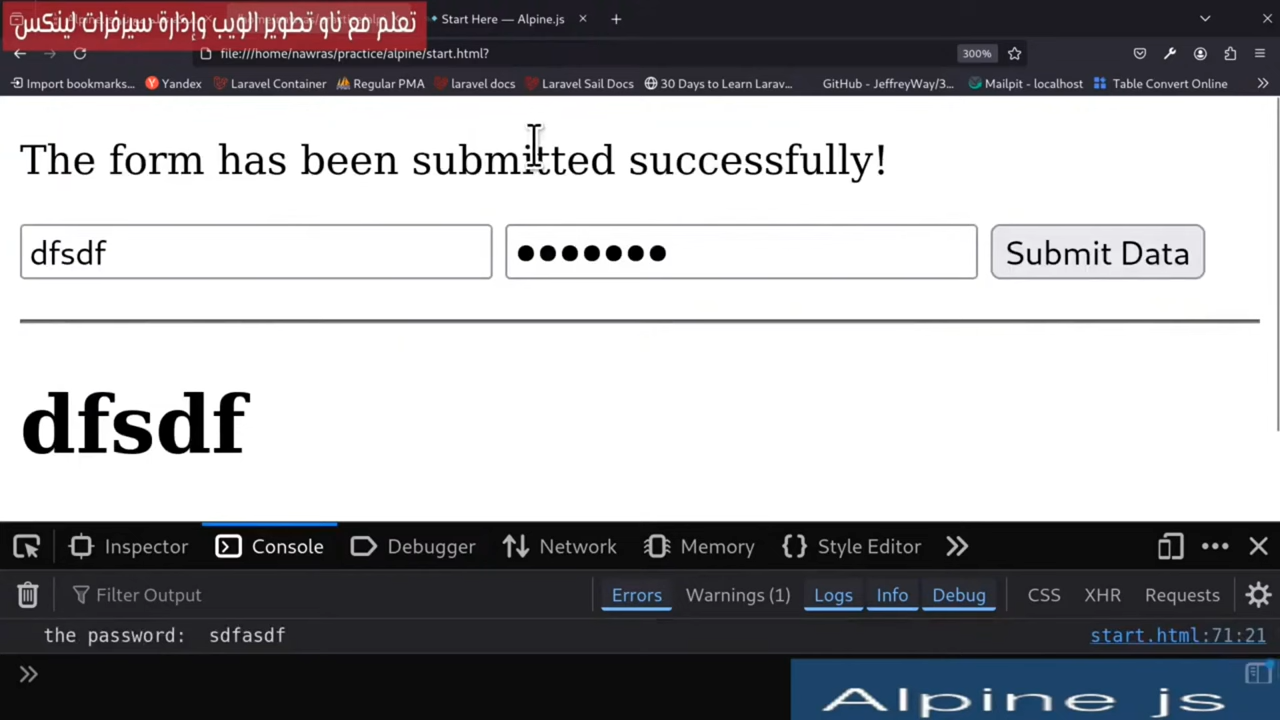 تعلم مع ناو تطوير الويب وإدارة سيرفرات لينكس
Start Here — Alpine.js
file:///home/nawras/practice/alpine/start.html?
300%
Import bookmarks...
Yandex
Laravel Container
Regular PMA
laravel docs
Laravel Sail Docs
30 Days to Learn Larav...
GitHub - JeffreyWay/3...
Mailpit - localhost
Table Convert Online
The form has been submitted successfully!
dfsdf
Submit Data
dfsdf
Inspector
Console
Debugger
Network
Memory
Style Editor
Filter Output
Errors
Warnings (1)
Logs
Info
Debug
CSS
XHR
Requests
the password: sdfasdf
start.html:71:21
Alpine js